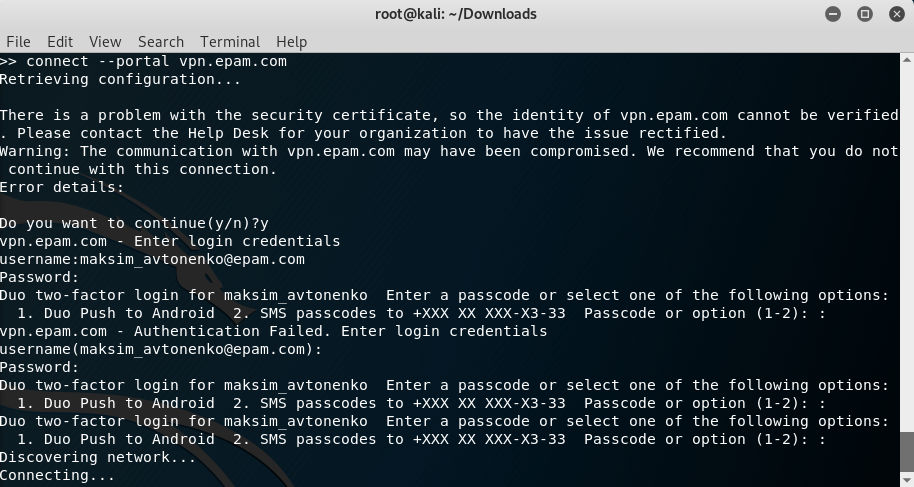 root@kali: ~/Downloads
File Edit View Search Terminal Help
>> connect --portal vpn.epam.com
Retrieving configuration...
There is a problem with the security certificate, so the identity of vpn.epam.com cannot be verified
. Please contact the Help Desk for your organization to have the issue rectified.
Warning: The communication with vpn.epam.com may have been compromised. We recommend that you do not
 continue with this connection.
Error details:
Do you want to continue(y/n)?y
vpn.epam.com - Enter login credentials
username:maksim_avtonenko@epam.com
Password:
Duo two-factor login for maksim_avtonenko  Enter a passcode or select one of the following options:
  1. Duo Push to Android  2. SMS passcodes to +XXX XX XXX-X3-33  Passcode or option (1-2): :
vpn.epam.com - Authentication Failed. Enter login credentials
username(maksim_avtonenko@epam.com):
Password:
Duo two-factor login for maksim_avtonenko  Enter a passcode or select one of the following options:
  1. Duo Push to Android  2. SMS passcodes to +XXX XX XXX-X3-33  Passcode or option (1-2): :
Duo two-factor login for maksim_avtonenko  Enter a passcode or select one of the following options:
  1. Duo Push to Android  2. SMS passcodes to +XXX XX XXX-X3-33  Passcode or option (1-2): :
Discovering network...
Connecting...